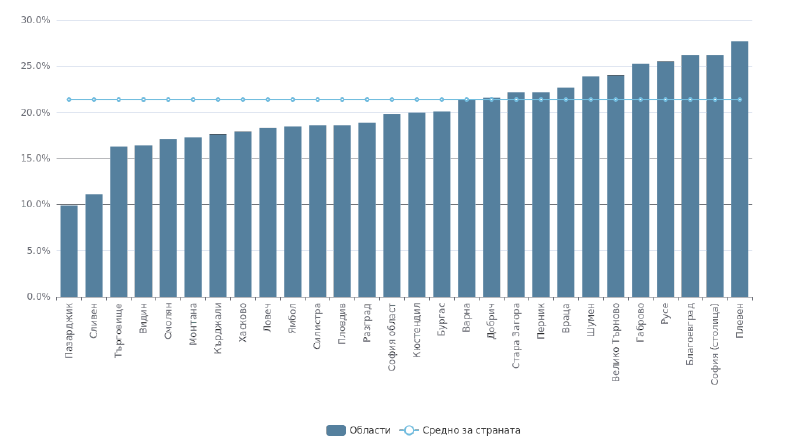 30.0%
25.0%
20.0%
15.0%
10.0%
5.0%
0.0%
Пазарджик
Сливен
Търговище
Видин
Смолян
Монтана
Кърджали
Хасково
Ловеч
Ямбол
Силистра
Пловдив
Разград
София област
Кюстендил
Бургас
Варна
Добрич
Стара Загора
Перник
Враца
Шумен
Велико Търново
Габрово
Русе
Благоевград
София (столица)
Плевен
Области
Средно за страната